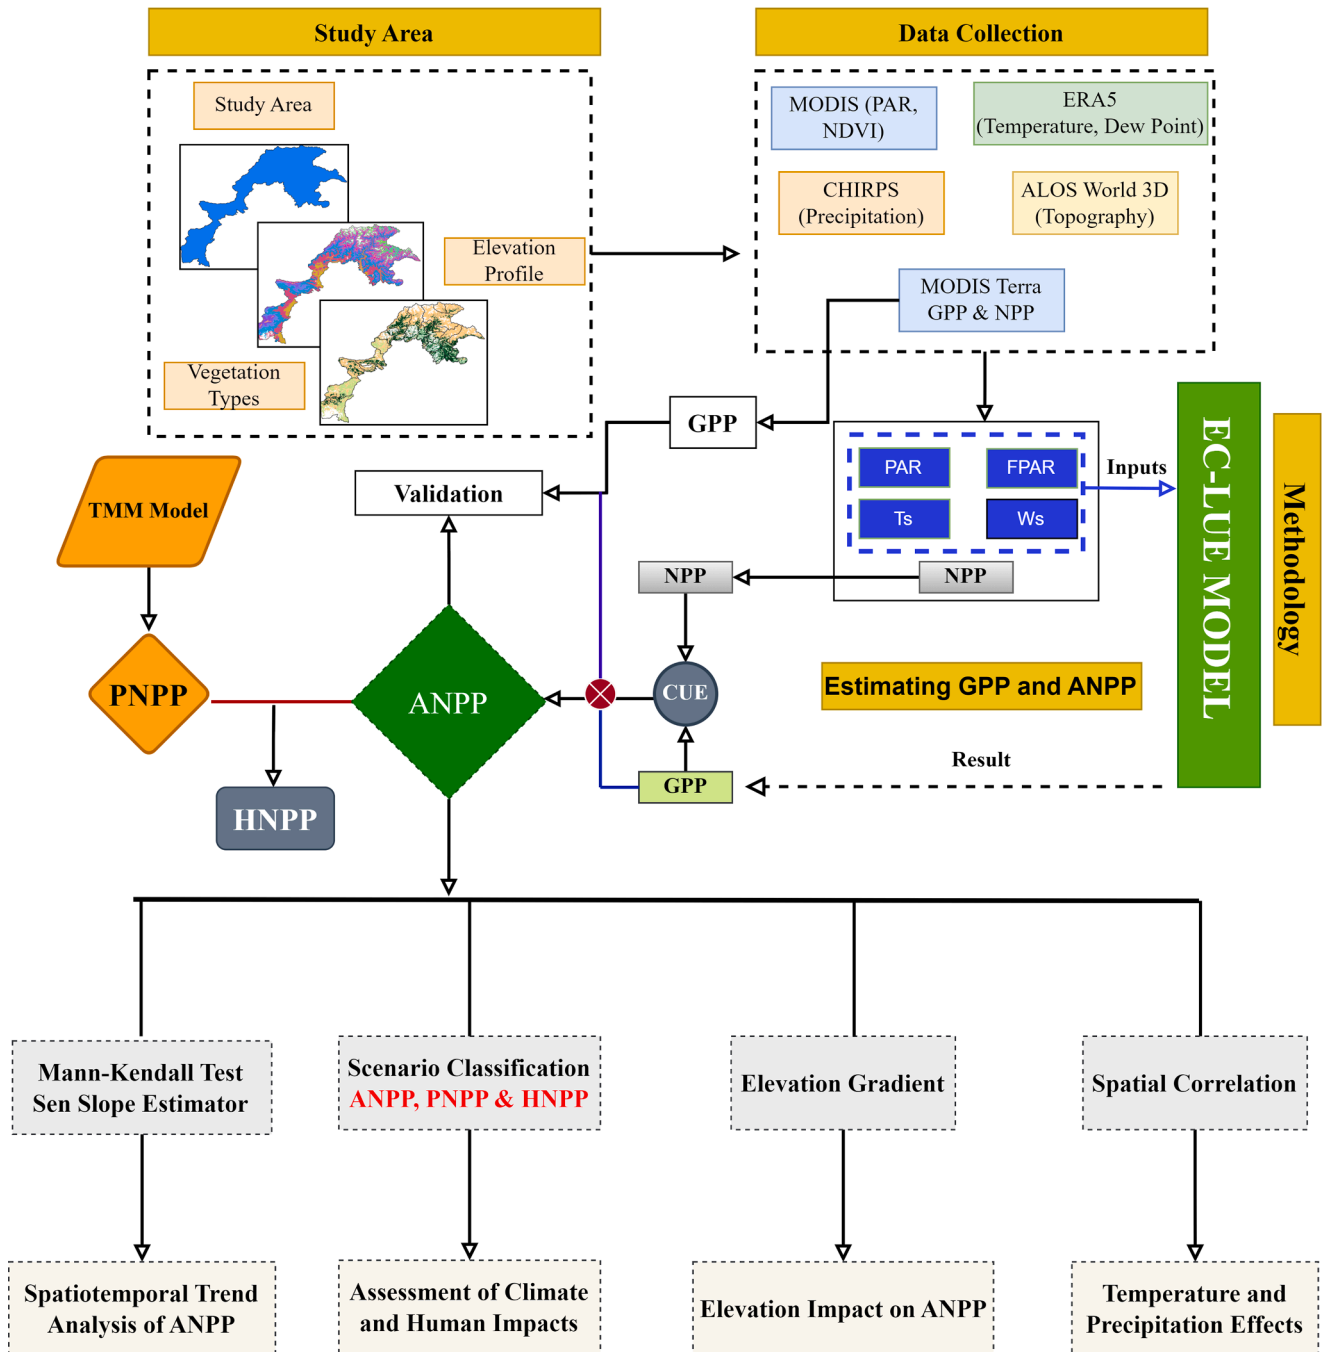 Study Area
Data Collection
Study Area
Elevation
Profile
Vegetation
Types
MODIS (PAR,
NDVI)
ERA5
(Temperature, Dew Point)
CHIRPS
(Precipitation)
ALOS World 3D
(Topography)
MODIS Terra
GPP & NPP
GPP
Validation
TMM Model
PAR
FPAR
Ts
Ws
Inputs
EC-LUE MODEL
Methodology
NPP
NPP
CUE
PNPP
ANPP
Estimating GPP and ANPP
Result
GPP
HNPP
Mann-Kendall Test
Sen Slope Estimator
Scenario Classification
ANPP, PNPP & HNPP
Elevation Gradient
Spatial Correlation
Spatiotemporal Trend
Analysis of ANPP
Assessment of Climate
and Human Impacts
Elevation Impact on ANPP
Temperature and
Precipitation Effects